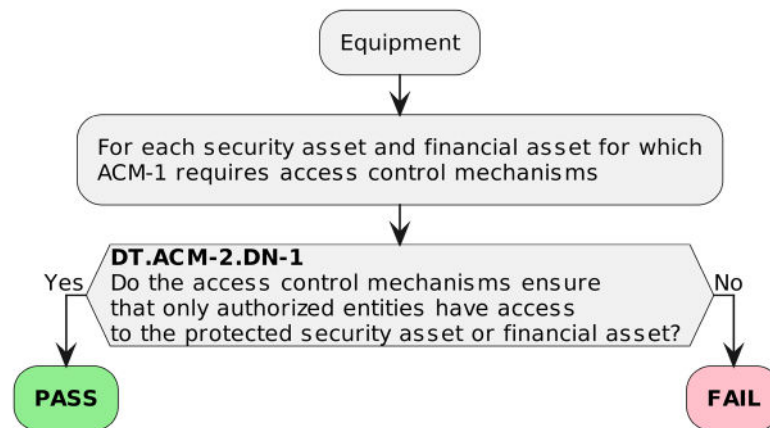 Equipment
For each security asset and financial asset for which
ACM-1 requires access control mechanisms
DT.ACM-2.DN-1
Do the access control mechanisms ensure
that only authorized entities have access
to the protected security asset or financial asset?
Yes
No
PASS
FAIL